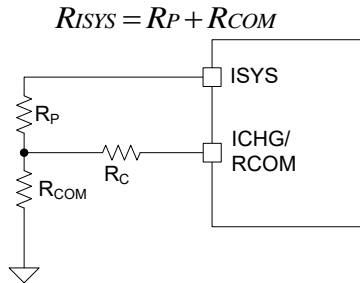 RISYS = RP + RCOM
ISYS
RP
ICHG/
RCOM
RC
RCOM